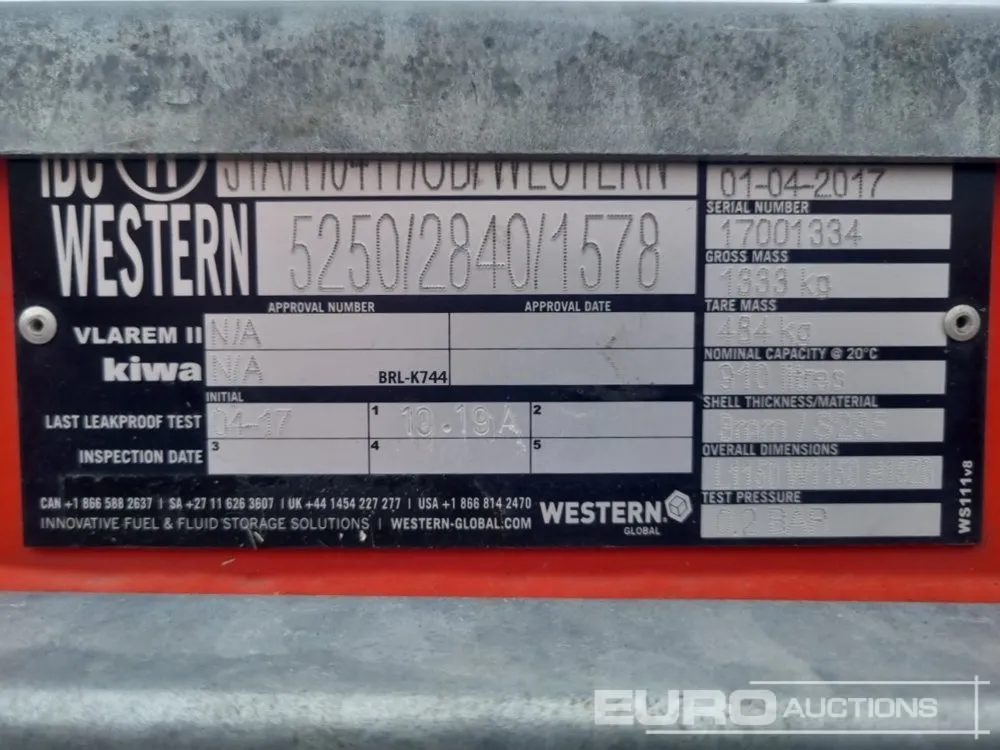 WESTERN 5250/2840/1578
APPROVAL NUMBER APPROVAL DATE
VLAREM II N/A
kiwa N/A BRL-K744
INITIAL
LAST LEAKPROOF TEST 04-17 1 10.19A 2
INSPECTION DATE 3 4 5
CAN +1 866 588 2637 | SA +27 11 626 3607 | UK +44 1454 227 277 | USA +1 866 814 2470
INNOVATIVE FUEL & FLUID STORAGE SOLUTIONS | WESTERN-GLOBAL.COM
WESTERN.
GLOBAL
01-04-2017
SERIAL NUMBER
17001334
GROSS MASS
1333 kg
TARE MASS
484 kg
NOMINAL CAPACITY @ 20°C
910 litres
SHELL THICKNESS/MATERIAL
OVERALL DIMENSIONS
TEST PRESSURE
0.2 BAR
WS111v8
EURO AUCTIONS